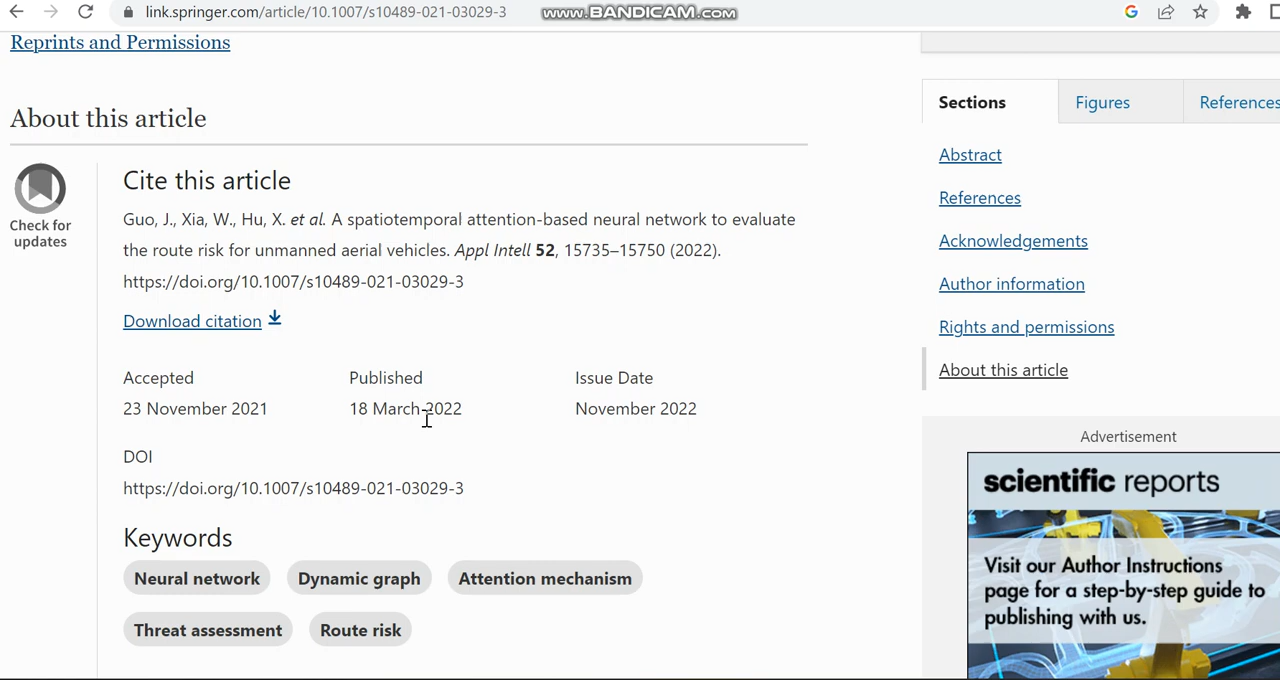 link.springer.com/article/10.1007/s10489-021-03029-3
www.BANDICAM.com
Reprints and Permissions
About this article
Check for
updates
Cite this article
Guo, J., Xia, W., Hu, X. et al. A spatiotemporal attention-based neural network to evaluate
the route risk for unmanned aerial vehicles. Appl Intell 52, 15735–15750 (2022).
https://doi.org/10.1007/s10489-021-03029-3
Download citation
Accepted
Published
Issue Date
23 November 2021
18 March 2022
November 2022
DOI
https://doi.org/10.1007/s10489-021-03029-3
Keywords
Neural network
Dynamic graph
Attention mechanism
Threat assessment
Route risk
Sections
Figures
References
Abstract
References
Acknowledgements
Author information
Rights and permissions
About this article
Advertisement
scientific reports
Visit our Author Instructions
page for a step-by-step guide to
publishing with us.